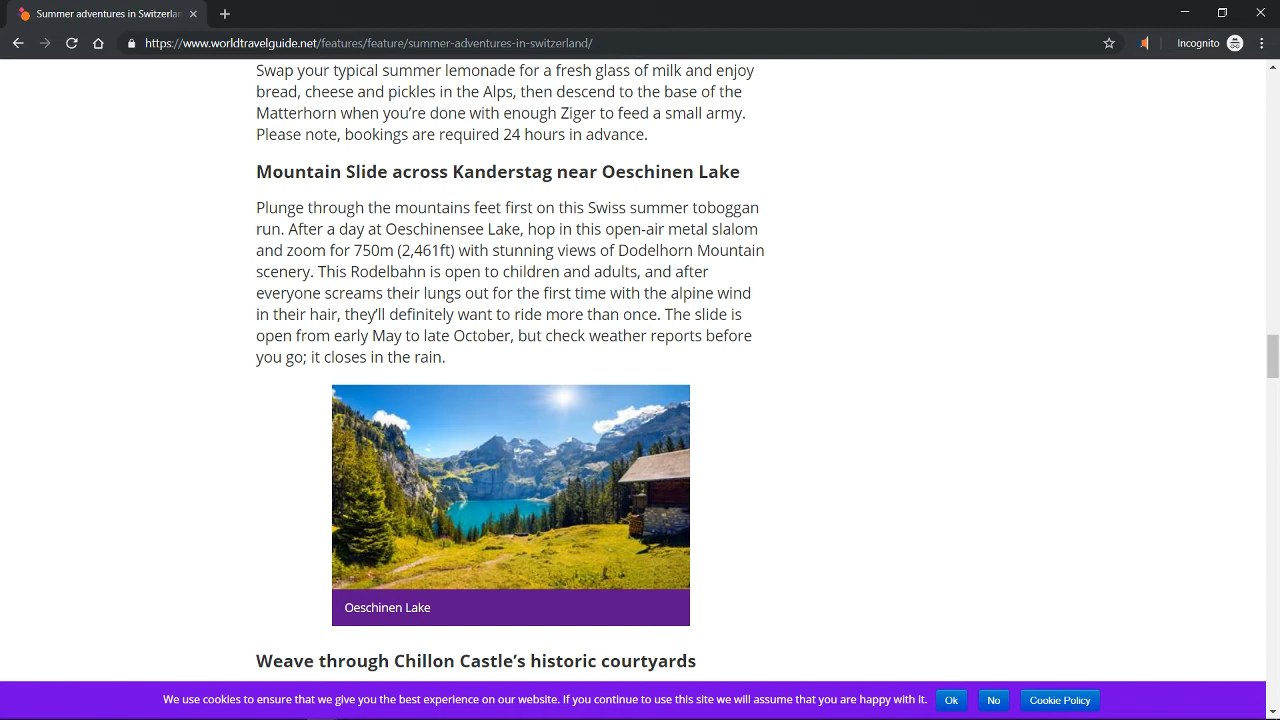 Summer adventures in Switzerlan
https://www.worldtravelguide.net/features/feature/summer-adventures-in-switzerland/
Incognito
Swap your typical summer lemonade for a fresh glass of milk and enjoy
bread, cheese and pickles in the Alps, then descend to the base of the
Matterhorn when you’re done with enough Ziger to feed a small army.
Please note, bookings are required 24 hours in advance.
Mountain Slide across Kanderstag near Oeschinen Lake
Plunge through the mountains feet first on this Swiss summer toboggan
run. After a day at Oeschinensee Lake, hop in this open-air metal slalom
and zoom for 750m (2,461ft) with stunning views of Dodelhorn Mountain
scenery. This Rodelbahn is open to children and adults, and after
everyone screams their lungs out for the first time with the alpine wind
in their hair, they’ll definitely want to ride more than once. The slide is
open from early May to late October, but check weather reports before
you go; it closes in the rain.
Oeschinen Lake
Weave through Chillon Castle’s historic courtyards
We use cookies to ensure that we give you the best experience on our website. If you continue to use this site we will assume that you are happy with it. Ok No Cookie Policy